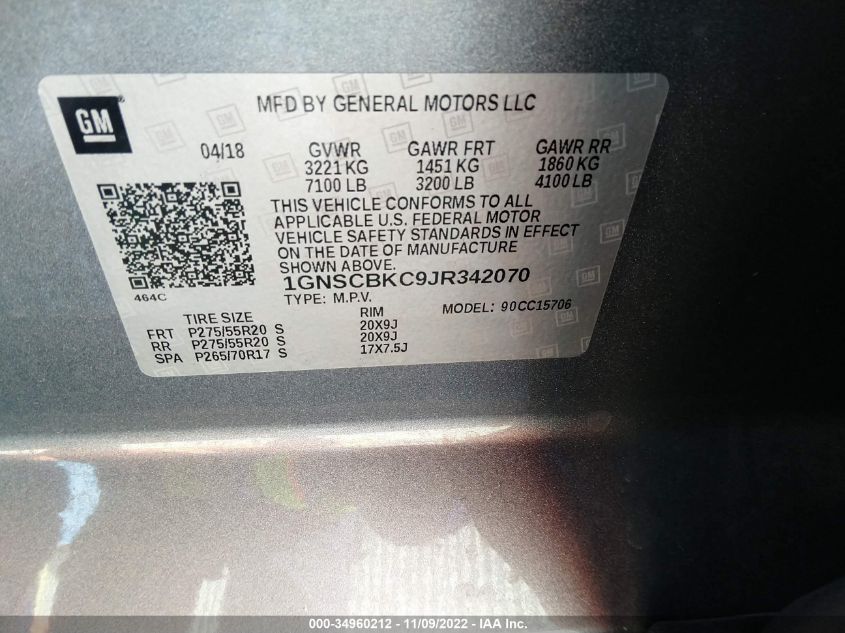 GM
MFD BY GENERAL MOTORS LLC
04/18 GVWR GAWR FRT GAWR RR
3221 KG 1451 KG 1860 KG
7100 LB 3200 LB 4100 LB
THIS VEHICLE CONFORMS TO ALL
APPLICABLE U.S. FEDERAL MOTOR
VEHICLE SAFETY STANDARDS IN EFFECT
ON THE DATE OF MANUFACTURE
SHOWN ABOVE.
1GNSCBKC9JR342070
464C
TYPE: M.P.V. MODEL: 90CC15706
TIRE SIZE RIM
FRT P275/55R20 S 20X9J
RR P275/55R20 S 20X9J
SPA P265/70R17 S 17X7.5J
000-34960212 - 11/09/2022 - IAA Inc.